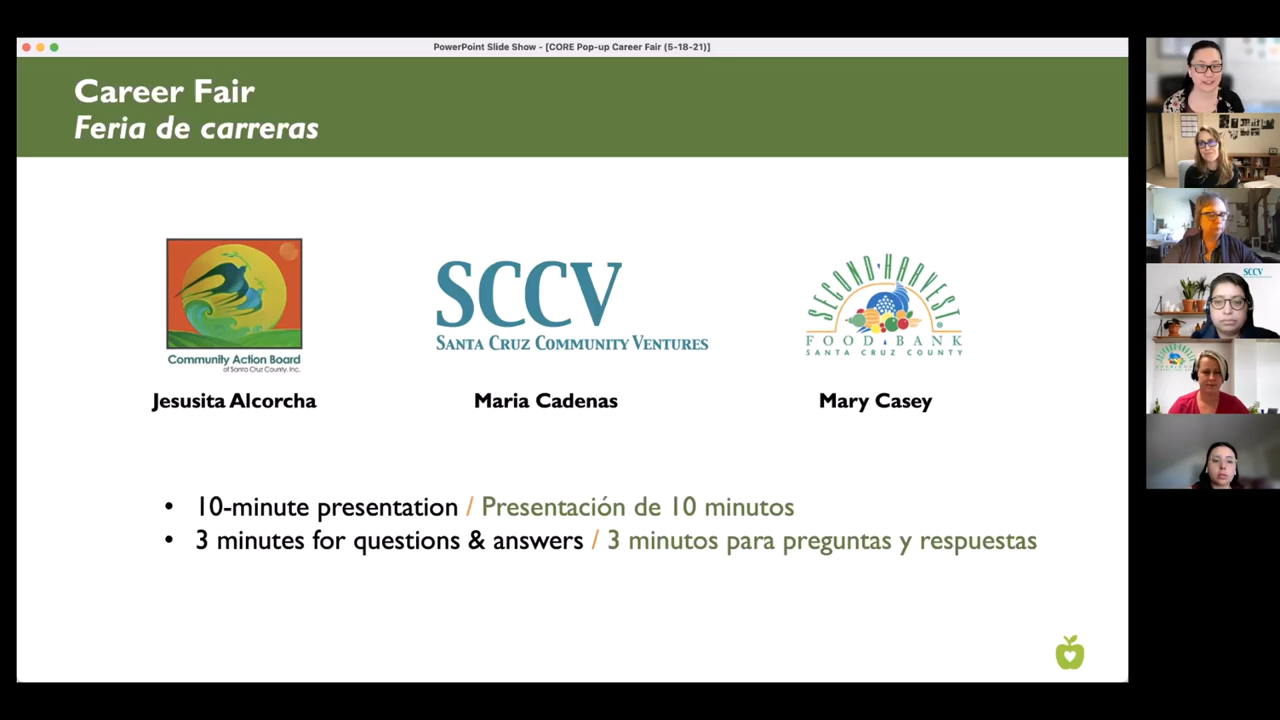 PowerPoint Slide Show - [CORE Pop-up Career Fair (5-18-21)]
Career Fair
Feria de carreras
Community Action Board
of Santa Cruz County, Inc.
SCCV
SANTA CRUZ COMMUNITY VENTURES
SECOND HARVEST
FOOD BANK
SANTA CRUZ COUNTY
Jesusita Alcorcha
Maria Cadenas
Mary Casey
• 10-minute presentation / Presentación de 10 minutos
• 3 minutes for questions & answers / 3 minutos para preguntas y respuestas
SCCV